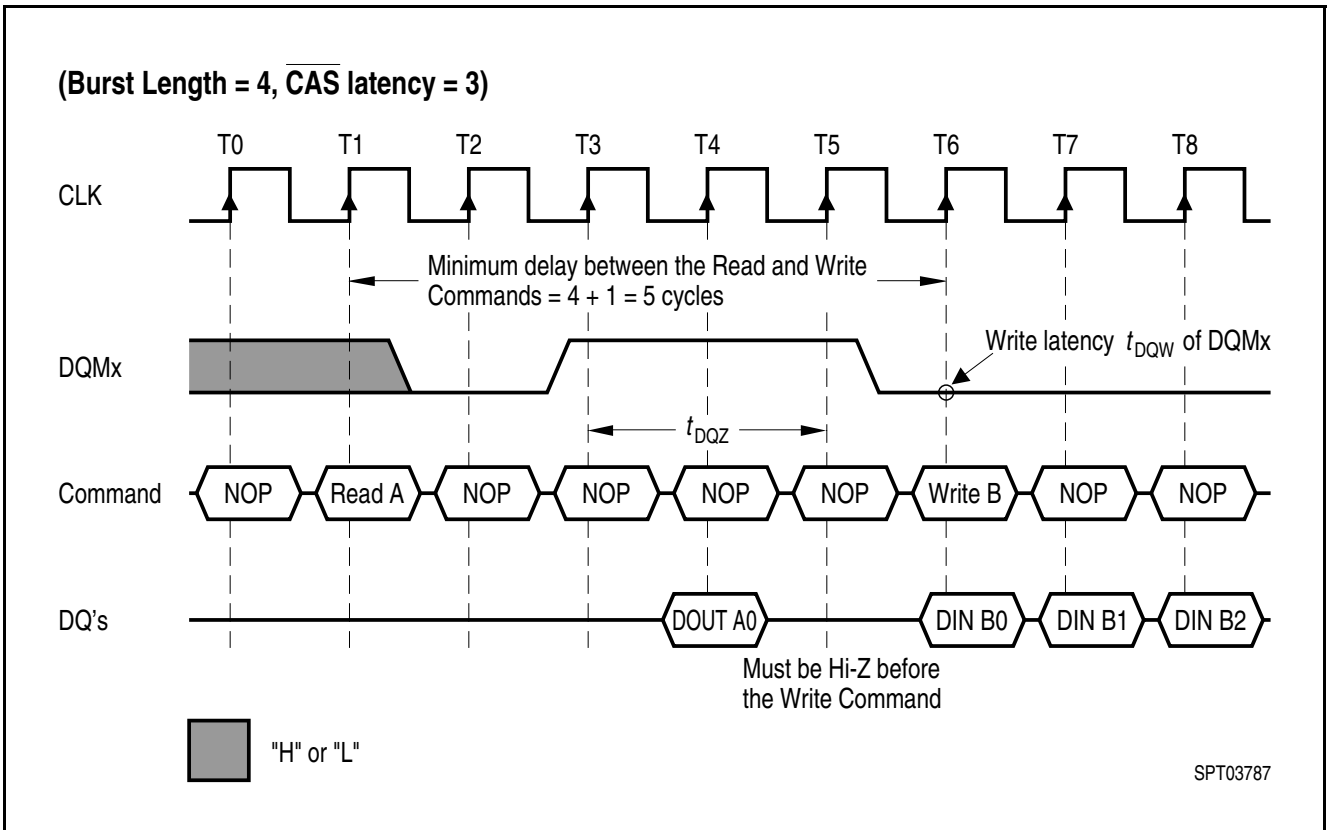 (Burst Length = 4, CAS latency = 3)
T0 T1 T2 T3 T4 T5 T6 T7 T8
CLK
Minimum delay between the Read and Write
Commands = 4 + 1 = 5 cycles
Write latency tDQW of DQMx
DQMx
tDQZ
Command NOP Read A NOP NOP NOP NOP Write B NOP NOP
DQ's DOUT A0 DIN B0 DIN B1 DIN B2
Must be Hi-Z before
the Write Command
"H" or "L"
SPT03787